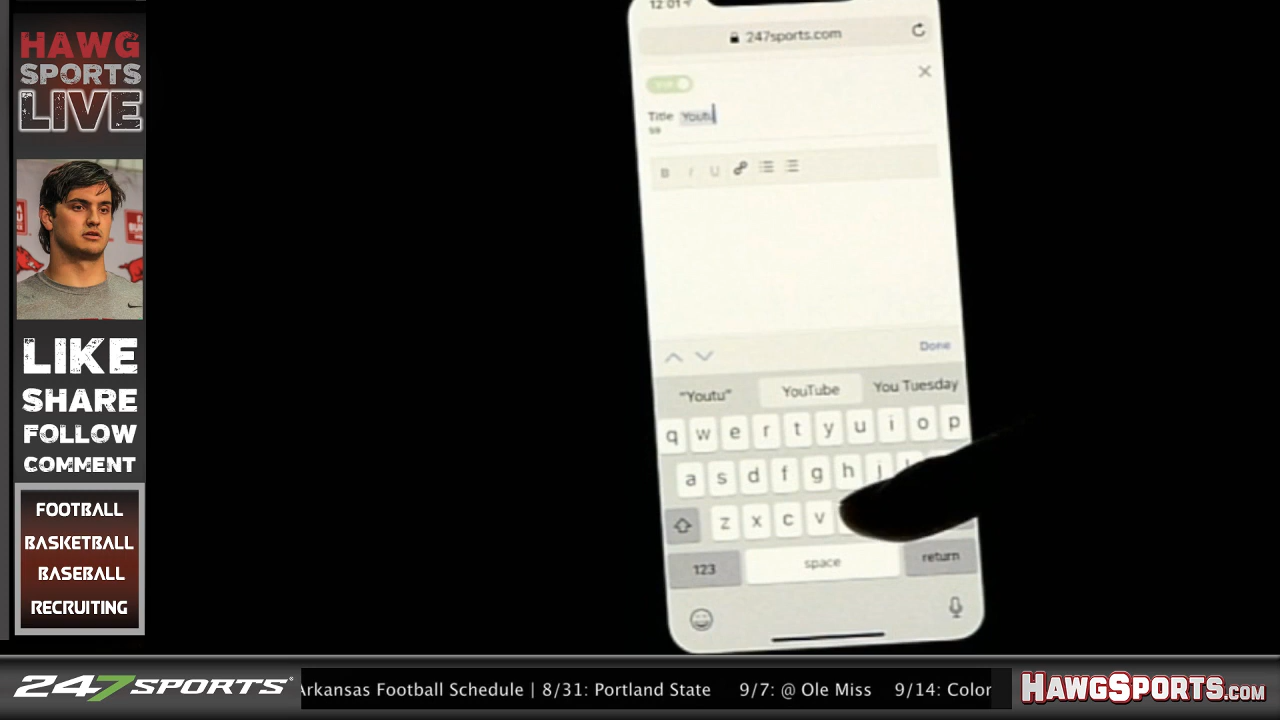 HAWG
SPORTS
LIVE
LIKE
SHARE
FOLLOW
COMMENT
FOOTBALL
BASKETBALL
BASEBALL
RECRUITING
12:01
247sports.com
Title Youtu
B I U
Done
"Youtu" YouTube You Tuesday
q w e r t y u i o p
a s d f g h j
z x c v
123 space return
247SPORTS
Arkansas Football Schedule | 8/31: Portland State 9/7: @ Ole Miss 9/14: Color
HAWGSPORTS.COM